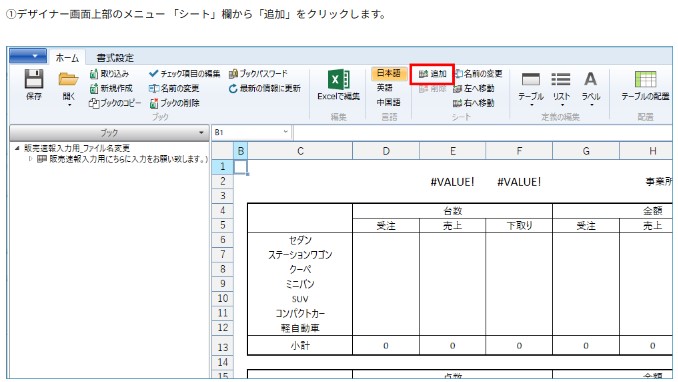 ①デザイナー画面上部のメニュー 「シート」欄から「追加」をクリックします。
ホーム 書式設定
保存
開く
取り込み
新規作成
ブックのコピー
チェック項目の編集
名前の変更
ブックの削除
ブックパスワード
最新の情報に更新
ブック
Excelで編集
編集
日本語
英語
中国語
言語
追加
削除
名前の変更
左へ移動
右へ移動
シート
テーブル
リスト
ラベル
定義の編集
テーブルの配置
配置
ブック
販売速報入力用_ファイル名変更
販売速報入力用(こちらに入力をお願い致します。)
B1
B C D E F G H
1
2 #VALUE! #VALUE! 事業所
3
4 台数 金額
5 受注 売上 下取り 受注 売上
6 セダン
7 ステーションワゴン
8 クーペ
9 ミニバン
10 SUV
11 コンパクトカー
12 軽自動車
13 小計 0 0 0 0 0
14
15 点数 金額